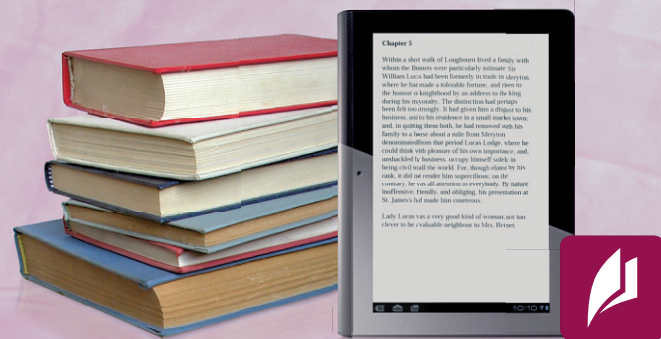 Chapter 5
Within a shot walk of Longbourn lived a family with
whom the Bnnets were particularly intimate. Sir
William Lucas had been formerly in trade in Meryton,
where he hat made a tolerable fortune, and risen to
the honour o knighthood by an address to the king
during his mayoralty. The distinction had perhaps
been felt too strongly. It had given him a disgust to his
business, and to his residence in a small market town;
and, in quitting them both, he had removed with his
family to a house about a mile from Meryton
denominated from that period Lucas Lodge, where he
could think with pleasure of his own importance, and,
unshackled by business, occupy himself solely in
being civil to all the world. For, though elated by his
rank, it did not render him supercilious; on the
contrary, he was all attention to everybody. By nature
inoffensive, friendly, and obliging, his presentation at
St. James's had made him courteous.
Lady Lucas was a very good kind of woman, not too
clever to be a valuable neighbour to Mrs. Bennet.
10:10